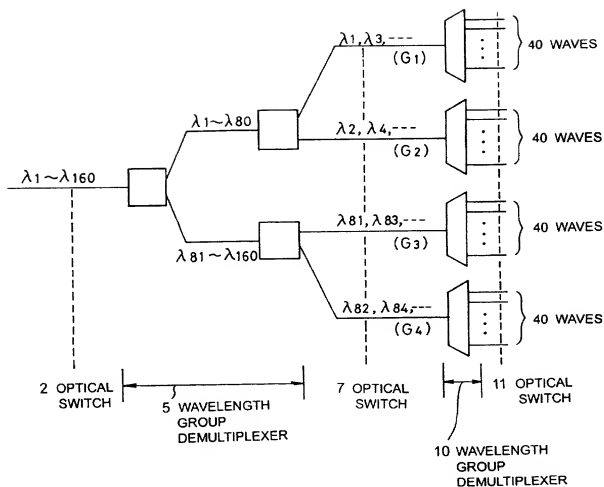 λ1, λ3, ---
(G1)
40 WAVES
λ1~λ80
λ2, λ4, ---
(G2)
40 WAVES
λ1~λ160
λ81, λ83, ---
(G3)
40 WAVES
λ81~λ160
λ82, λ84, ---
(G4)
40 WAVES
2 OPTICAL
SWITCH
5 WAVELENGTH
GROUP
DEMULTIPLEXER
7 OPTICAL
SWITCH
11 OPTICAL
SWITCH
10 WAVELENGTH
GROUP
DEMULTIPLEXER